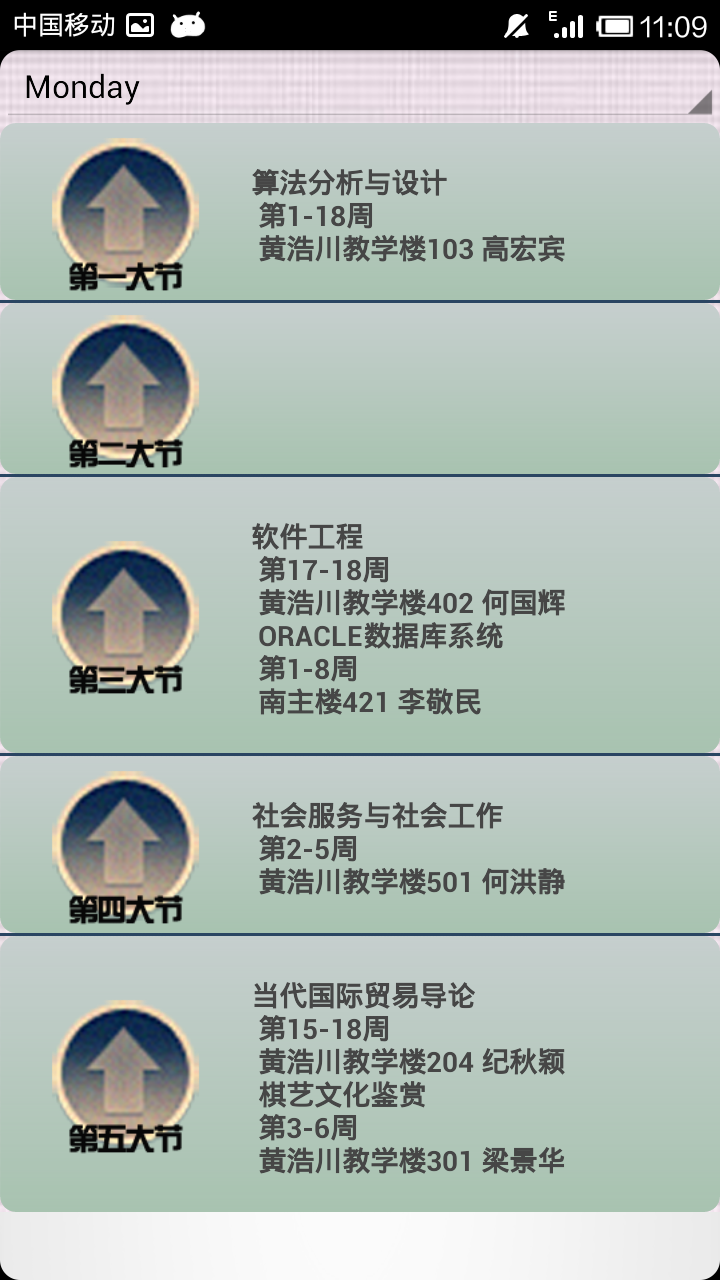 中国移动 E 11:09
Monday
算法分析与设计
第1-18周
黄浩川教学楼103 高宏宾
第一大节
第二大节
软件工程
第17-18周
黄浩川教学楼402 何国辉
ORACLE数据库系统
第1-8周
南主楼421 李敬民
第三大节
社会服务与社会工作
第2-5周
黄浩川教学楼501 何洪静
第四大节
当代国际贸易导论
第15-18周
黄浩川教学楼204 纪秋颖
棋艺文化鉴赏
第3-6周
黄浩川教学楼301 梁景华
第五大节